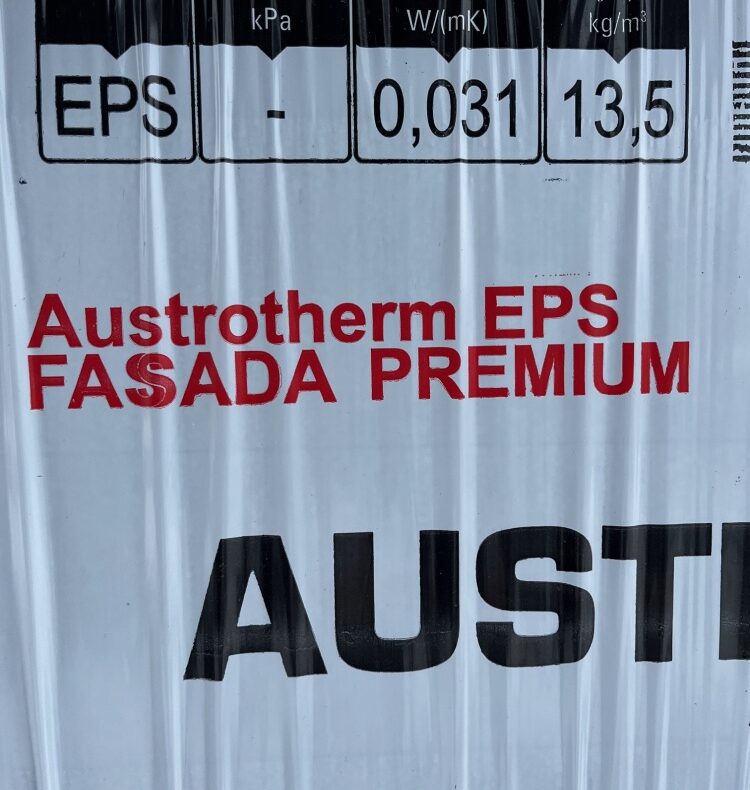 kPa W/(mK) kg/m³
EPS - 0,031 13,5
Austrotherm EPS
FASADA PREMIUM
AUST